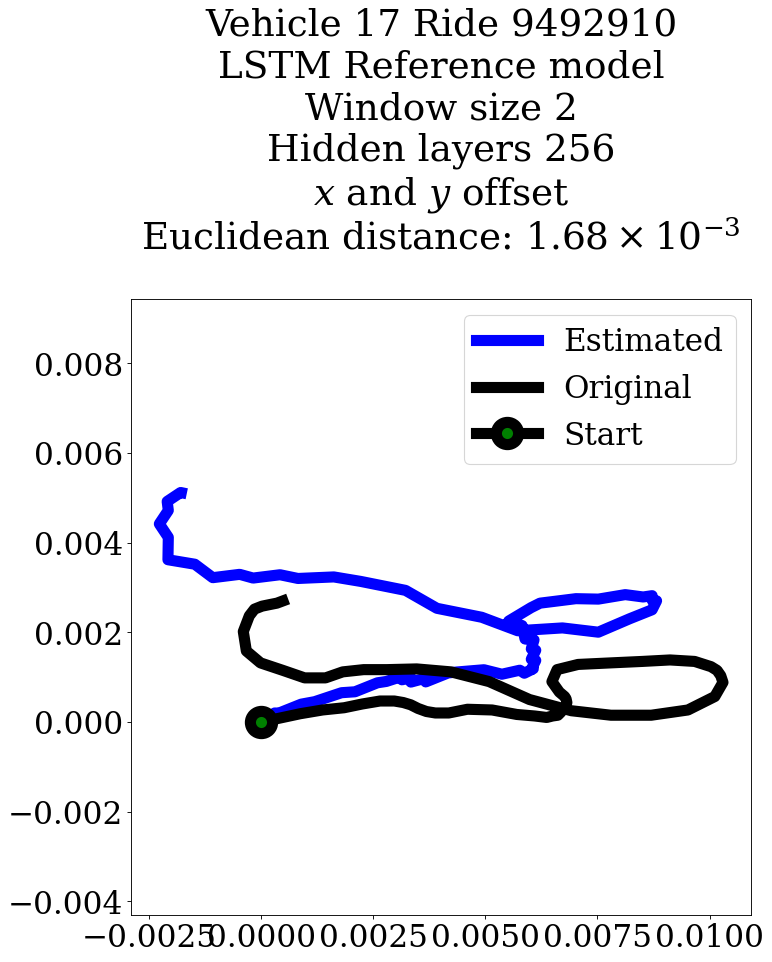 Vehicle 17 Ride 9492910
LSTM Reference model
Window size 2
Hidden layers 256
x and y offset
Euclidean distance: 1.68 × 10⁻³
Estimated
Original
Start
0.008
0.006
0.004
0.002
0.000
−0.002
−0.004
−0.0025 0.0000 0.0025 0.0050 0.0075 0.0100